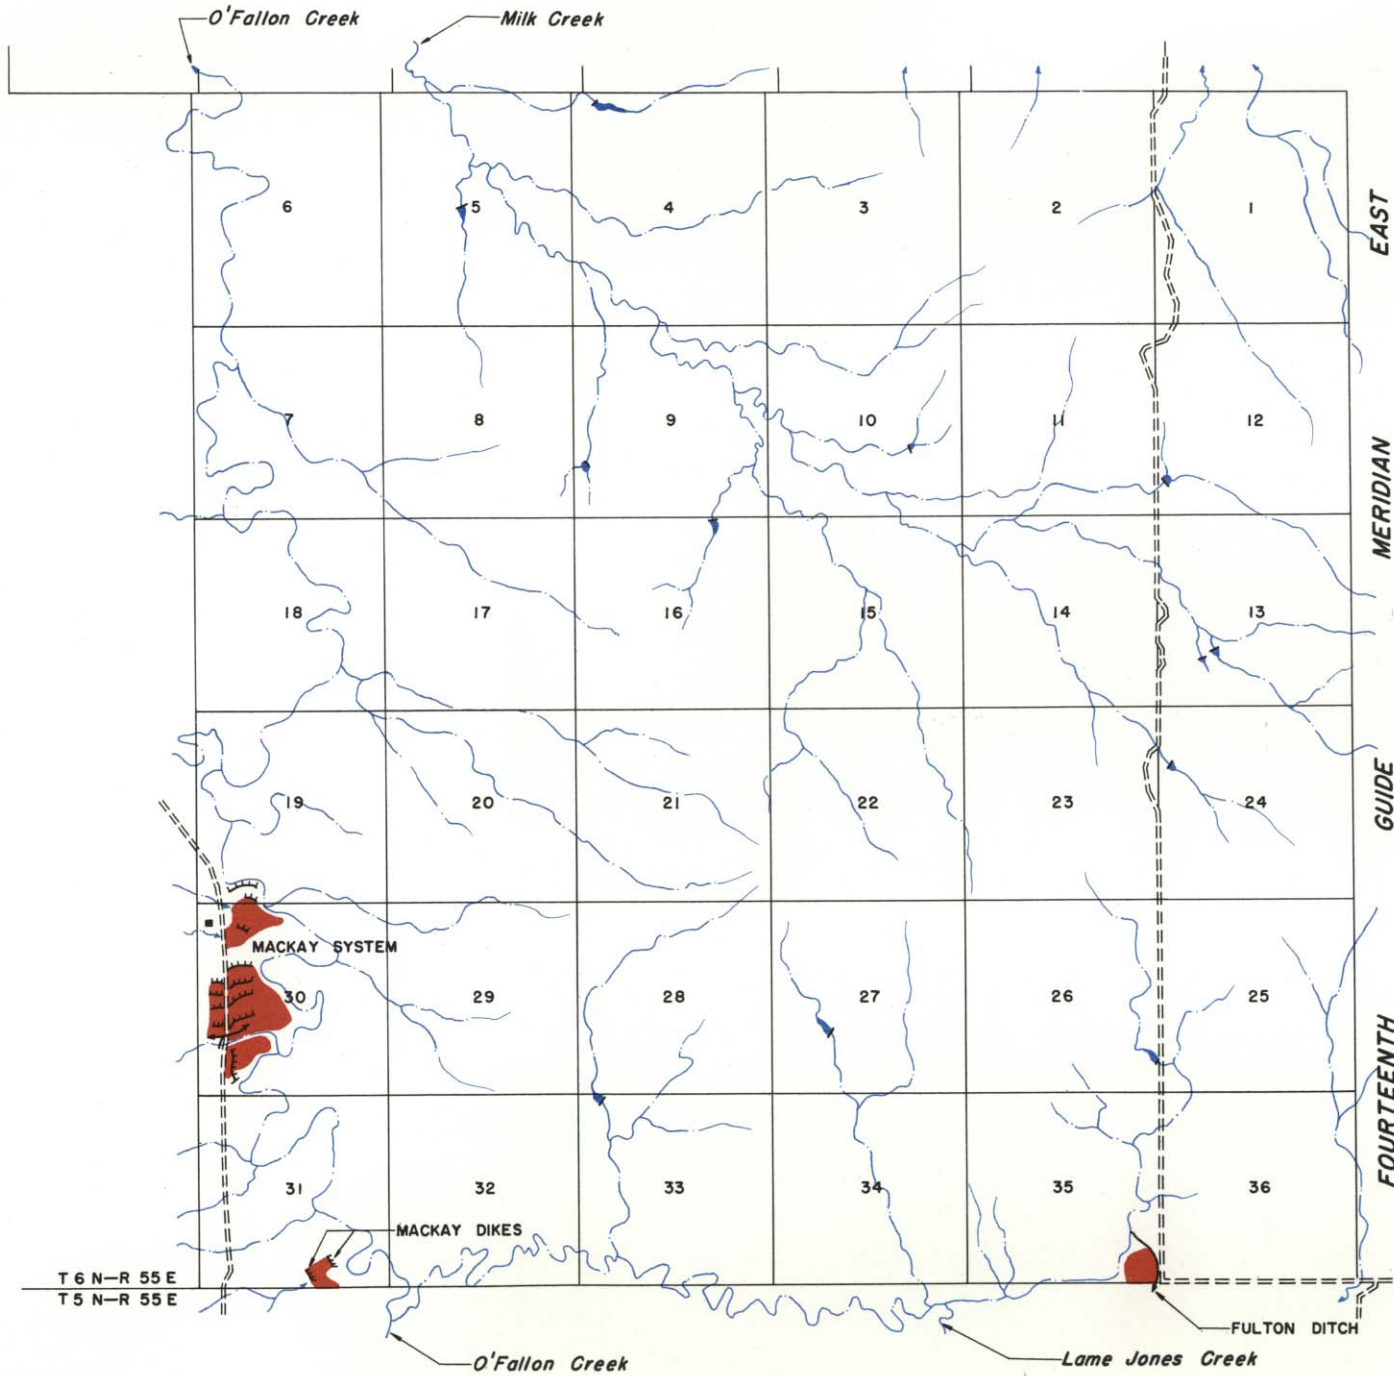 O'Fallon Creek
Milk Creek
6 5 4 3 2 1
EAST
7 8 9 10 11 12
MERIDIAN
18 17 16 15 14 13
GUIDE
19 20 21 22 23 24
MACKAY SYSTEM
30 29 28 27 26 25
FOURTEENTH
31 32 33 34 35 36
MACKAY DIKES
T 6 N–R 55 E
T 5 N–R 55 E
FULTON DITCH
O'Fallon Creek
Lame Jones Creek